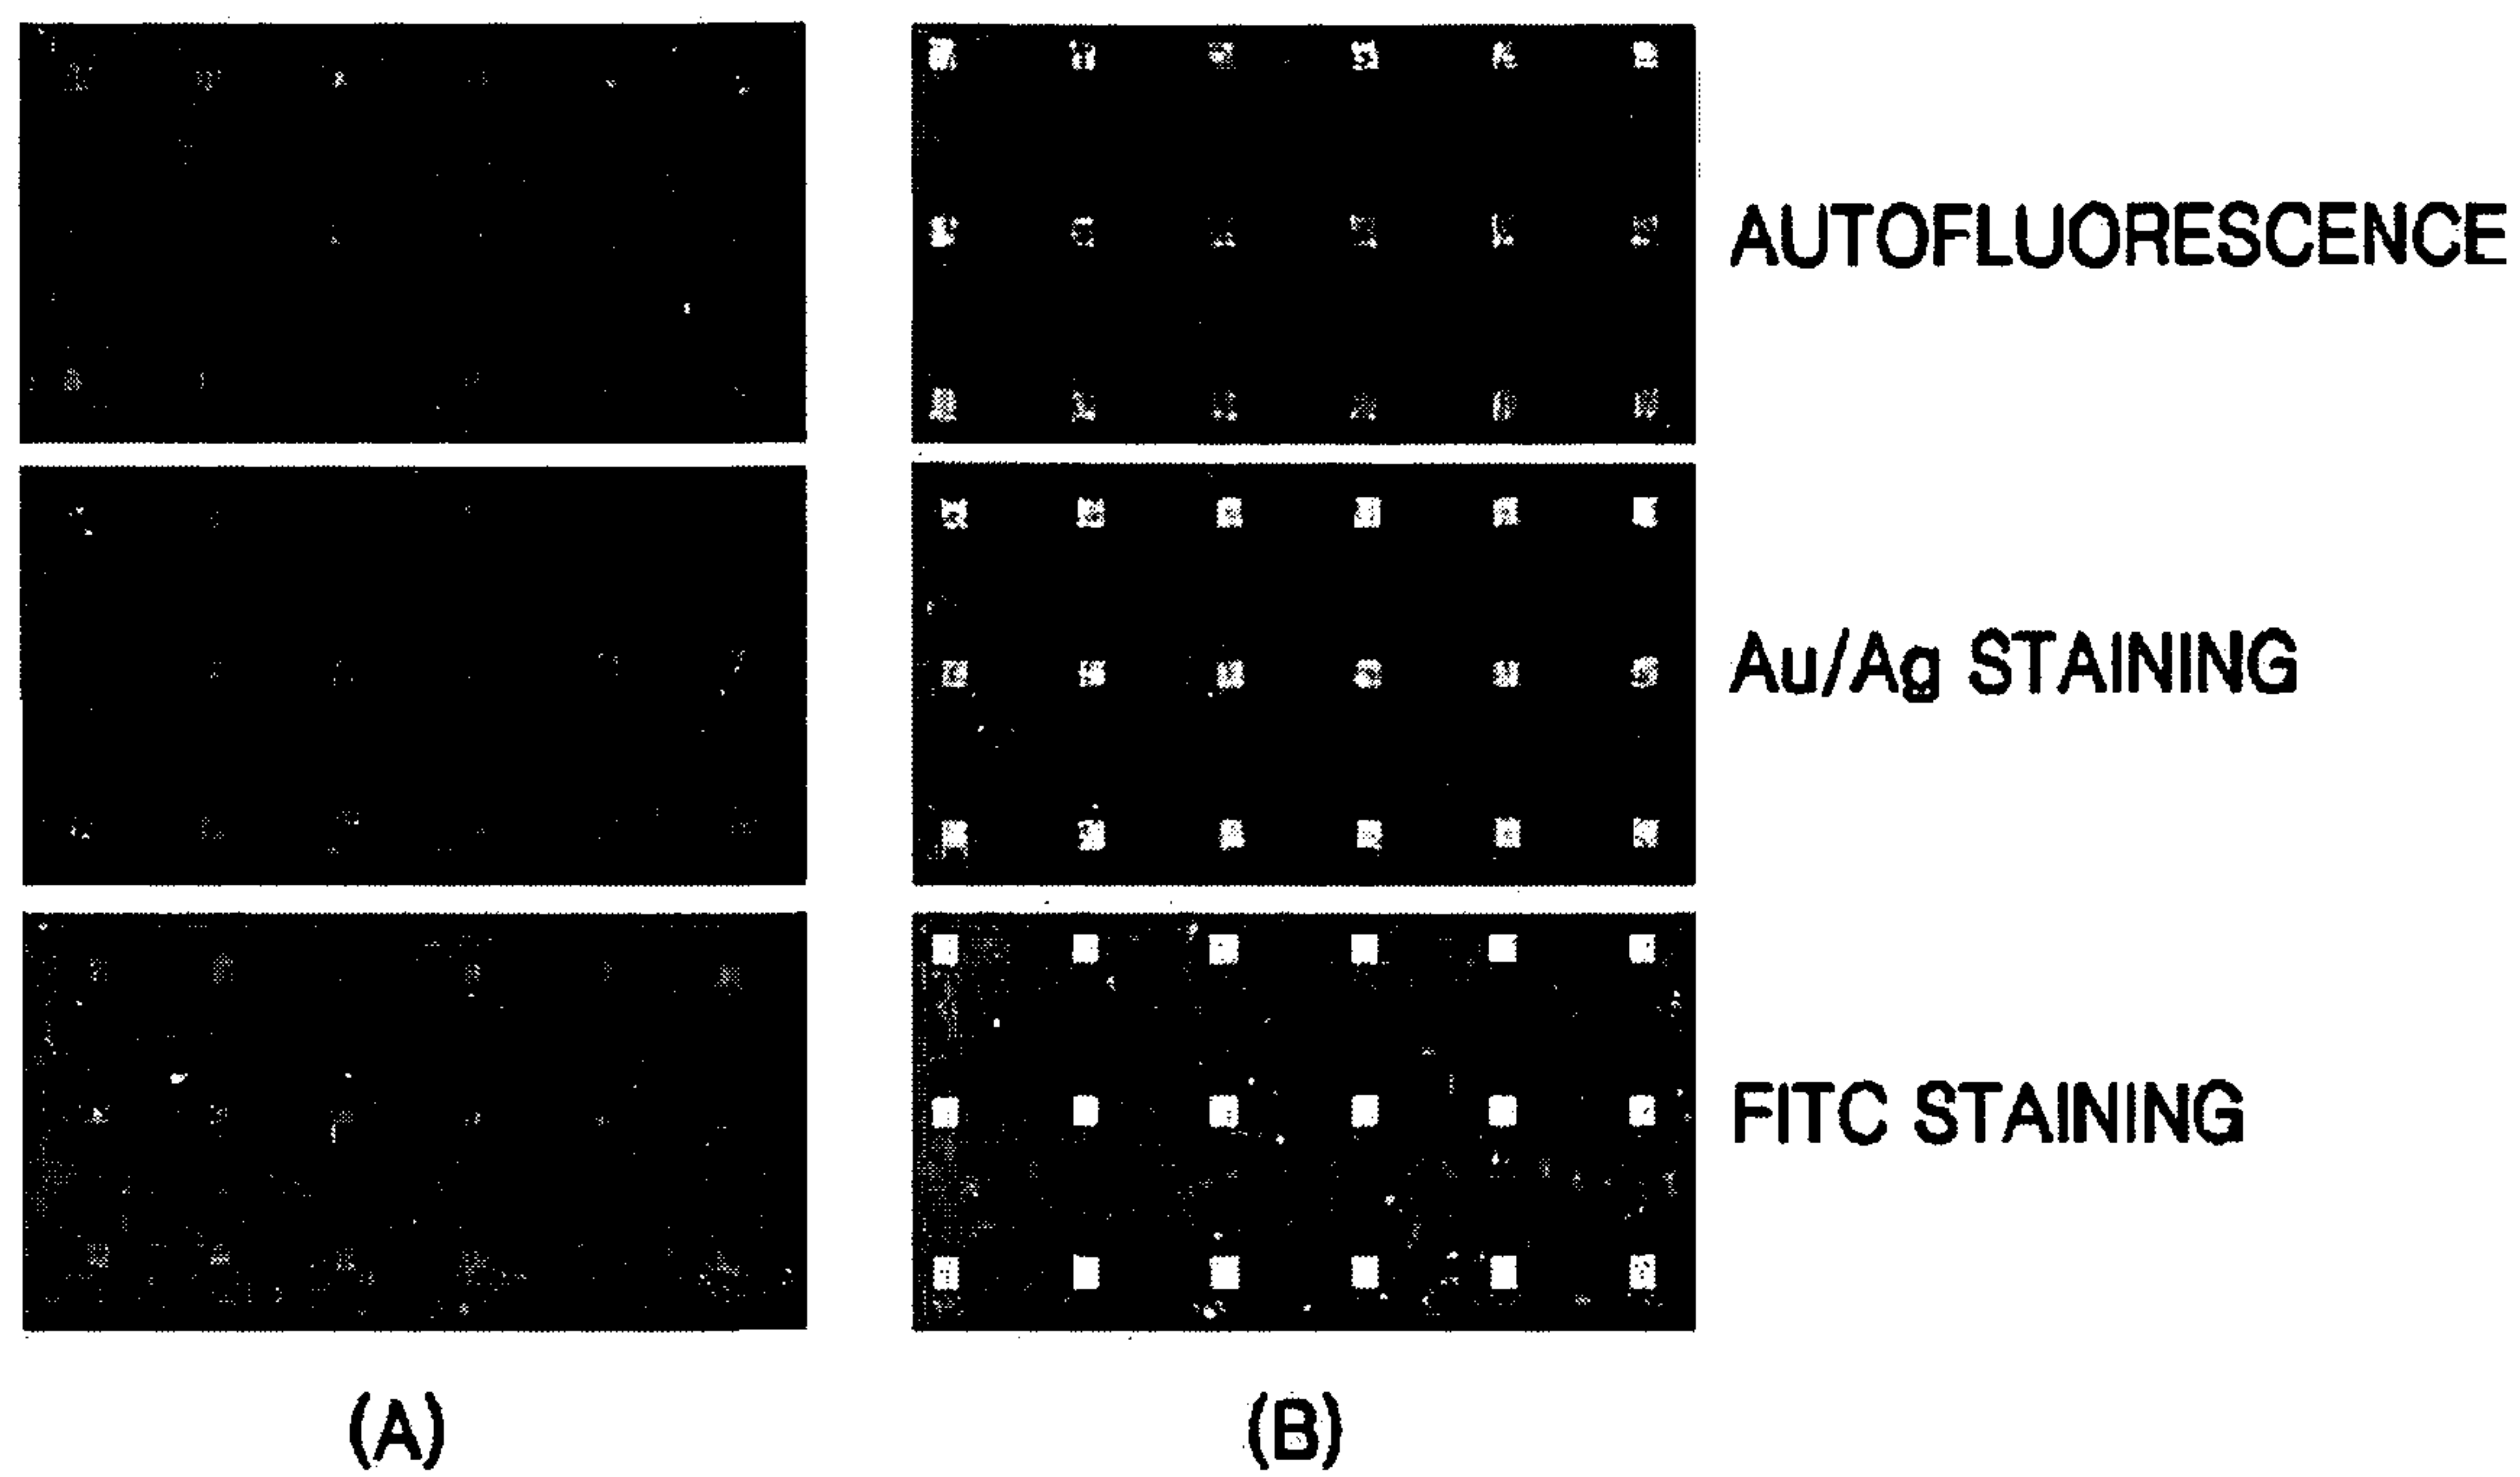 AUTOFLUORESCENCE
Au/Ag STAINING
FITC STAINING
(A)
(B)